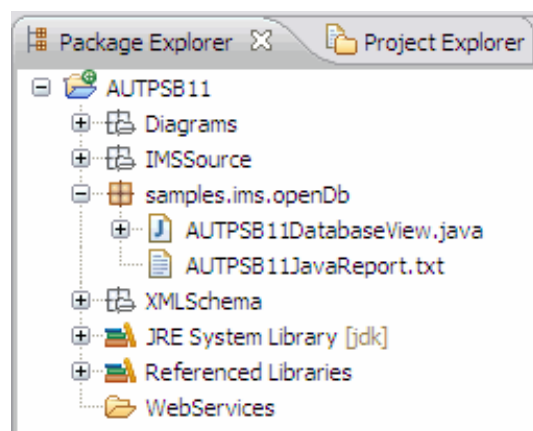 Package Explorer Project Explorer
AUTPSB11
Diagrams
IMSSource
samples.ims.openDb
AUTPSB11DatabaseView.java
AUTPSB11JavaReport.txt
XMLSchema
JRE System Library [jdk]
Referenced Libraries
WebServices